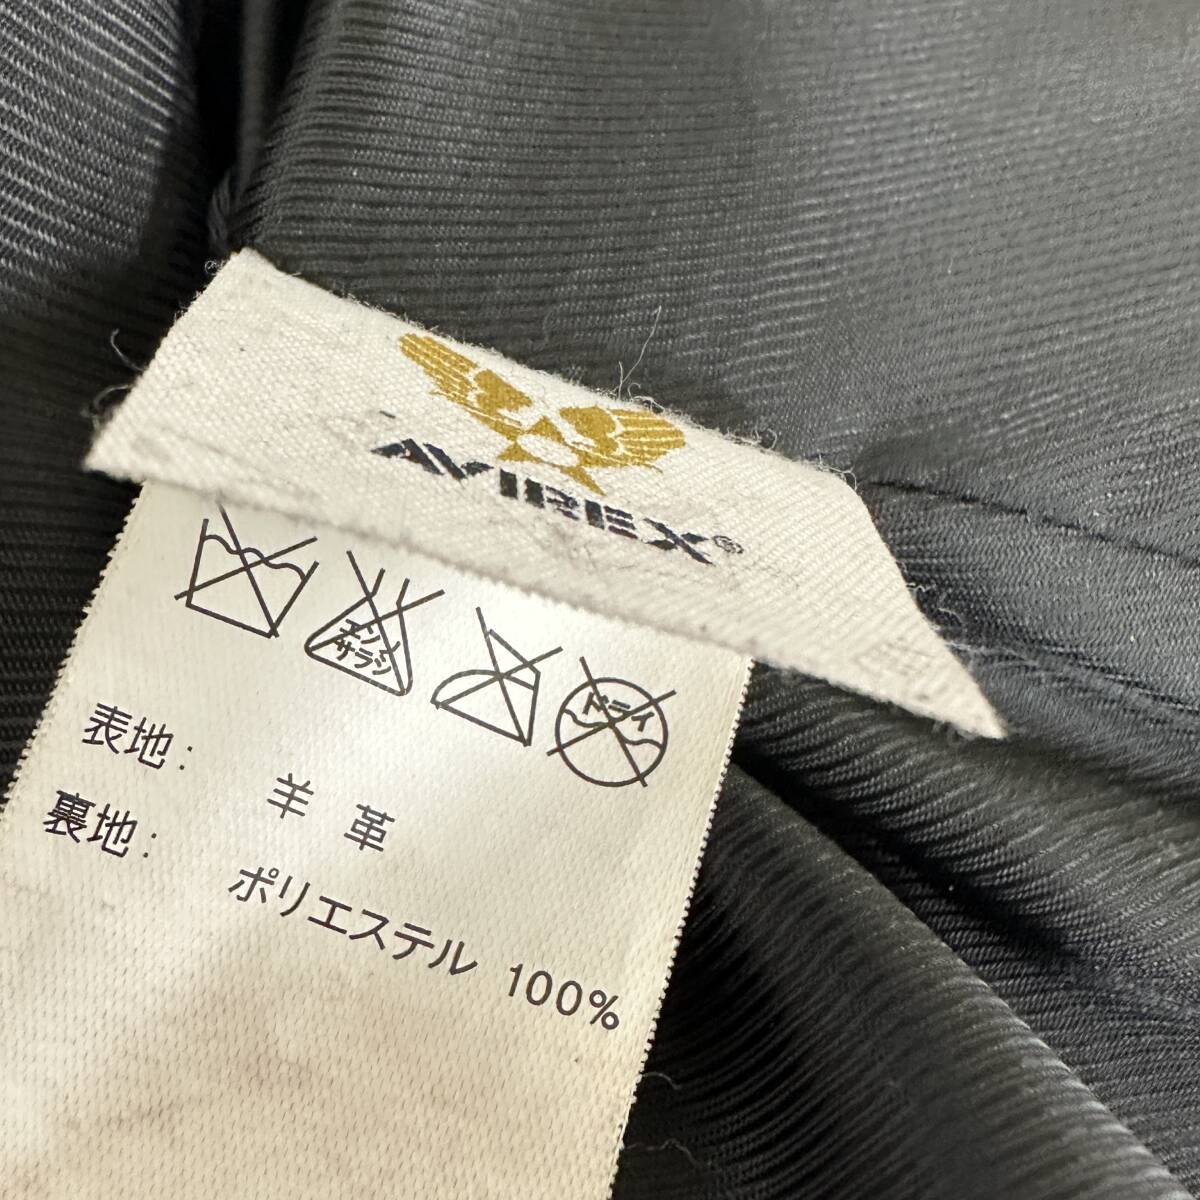 AVIREX®
エンソ
サラシ
ドライ
表地: 羊革
裏地: ポリエステル 100%